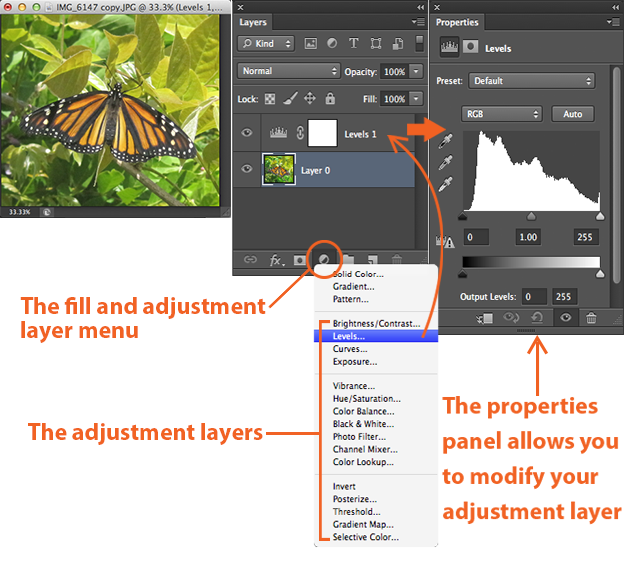 IMG_6147 copy.JPG @ 33.3% (Levels 1,
33.33%
Layers
Kind
T
Normal
Opacity: 100%
Lock:
Fill: 100%
Levels 1
Layer 0
fx.
Properties
Levels
Preset: Default
RGB
Auto
0 1.00 255
Output Levels: 0 255
The fill and adjustment
layer menu
The adjustment layers
Solid Color...
Gradient...
Pattern...
Brightness/Contrast...
Levels...
Curves...
Exposure...
Vibrance...
Hue/Saturation...
Color Balance...
Black & White...
Photo Filter...
Channel Mixer...
Color Lookup...
Invert
Posterize...
Threshold...
Gradient Map...
Selective Color...
The properties
panel allows you
to modify your
adjustment layer